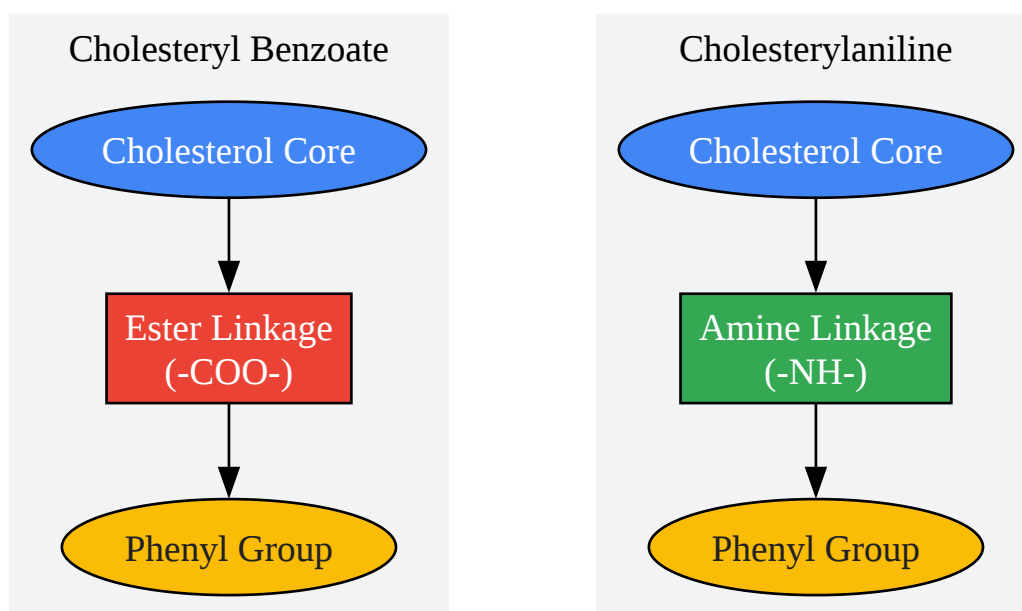 Cholesteryl Benzoate
Cholesterol Core
Ester Linkage
(-COO-)
Phenyl Group
Cholesterylaniline
Cholesterol Core
Amine Linkage
(-NH-)
Phenyl Group